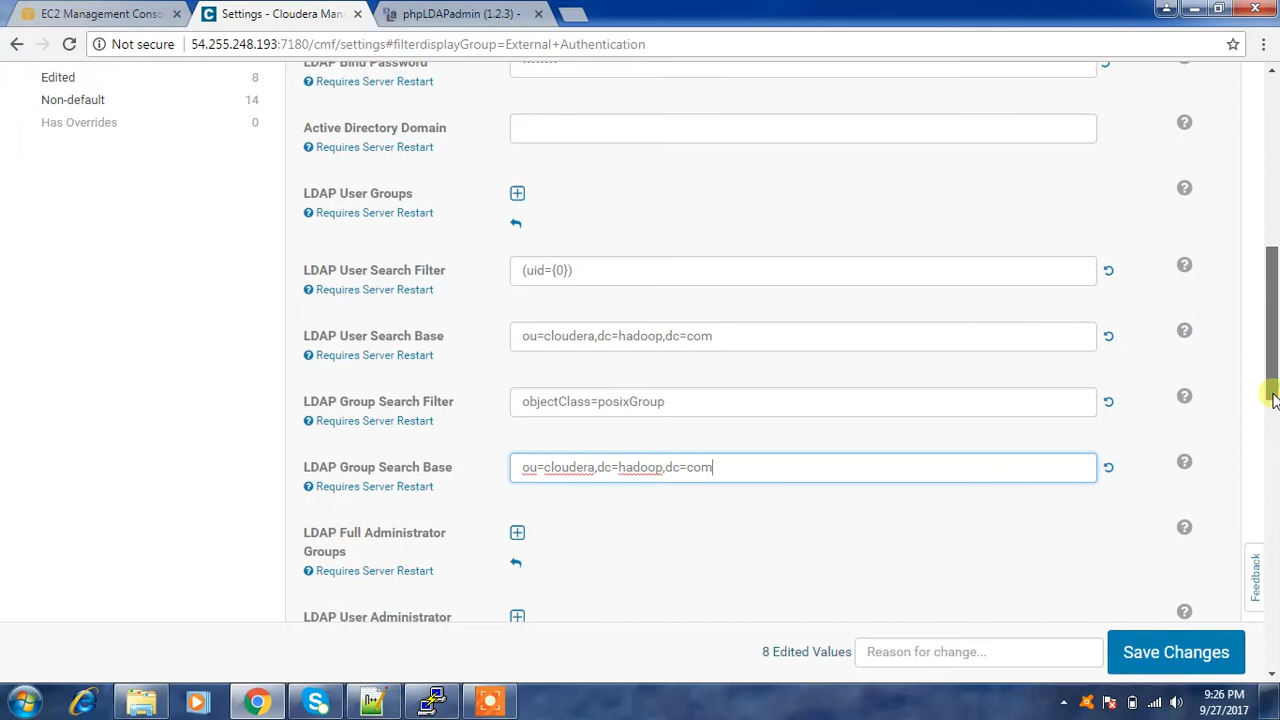 EC2 Management Conso
Settings - Cloudera Man
phpLDAPadmin (1.2.3) -
Not secure
54.255.248.193:7180/cmf/settings#filterdisplayGroup=External+Authentication
Edited 8
Non-default 14
Has Overrides 0
LDAP Bind Password
Requires Server Restart
Active Directory Domain
Requires Server Restart
LDAP User Groups
Requires Server Restart
LDAP User Search Filter
(uid={0})
Requires Server Restart
LDAP User Search Base
ou=cloudera,dc=hadoop,dc=com
Requires Server Restart
LDAP Group Search Filter
objectClass=posixGroup
Requires Server Restart
LDAP Group Search Base
ou=cloudera,dc=hadoop,dc=com
Requires Server Restart
LDAP Full Administrator
Groups
Requires Server Restart
LDAP User Administrator
Feedback
8 Edited Values
Reason for change...
Save Changes
9:26 PM
9/27/2017